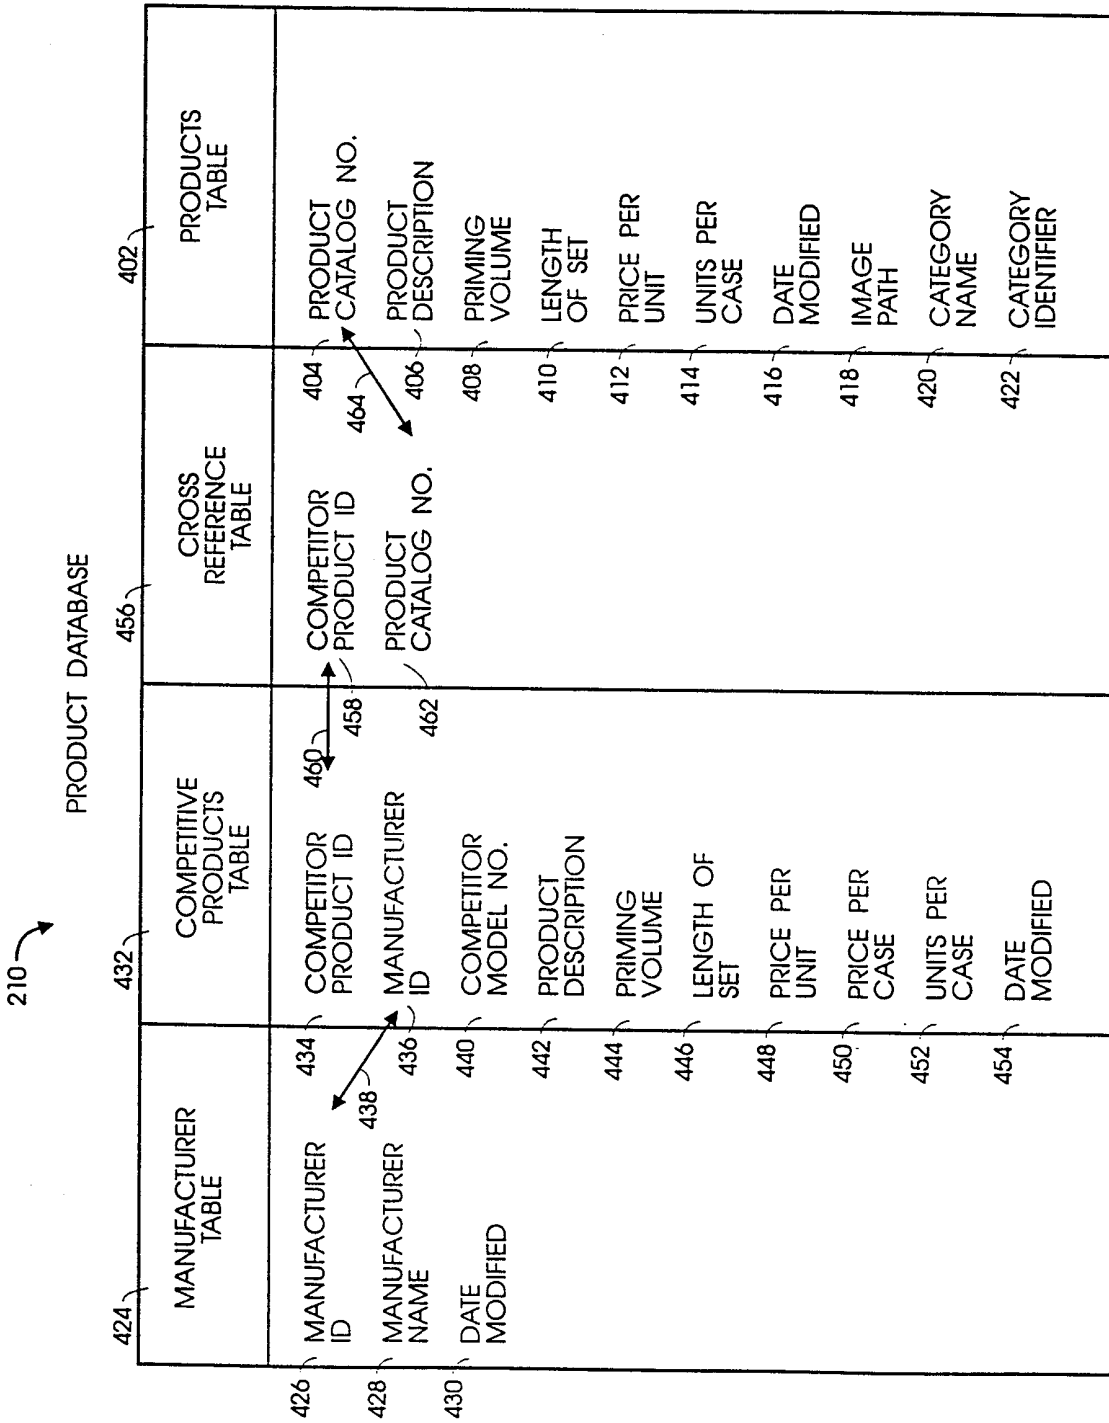 210
PRODUCT DATABASE
424
MANUFACTURER
TABLE
426
MANUFACTURER
ID
428
MANUFACTURER
NAME
430
DATE
MODIFIED
438
432
COMPETITIVE
PRODUCTS
TABLE
434
COMPETITOR
PRODUCT ID
436
MANUFACTURER
ID
440
COMPETITOR
MODEL NO.
442
PRODUCT
DESCRIPTION
444
PRIMING
VOLUME
446
LENGTH OF
SET
448
PRICE PER
UNIT
450
PRICE PER
CASE
452
UNITS PER
CASE
454
DATE
MODIFIED
460
456
CROSS
REFERENCE
TABLE
458
COMPETITOR
PRODUCT ID
462
PRODUCT
CATALOG NO.
464
402
PRODUCTS
TABLE
404
PRODUCT
CATALOG NO.
406
PRODUCT
DESCRIPTION
408
PRIMING
VOLUME
410
LENGTH
OF SET
412
PRICE PER
UNIT
414
UNITS PER
CASE
416
DATE
MODIFIED
418
IMAGE
PATH
420
CATEGORY
NAME
422
CATEGORY
IDENTIFIER